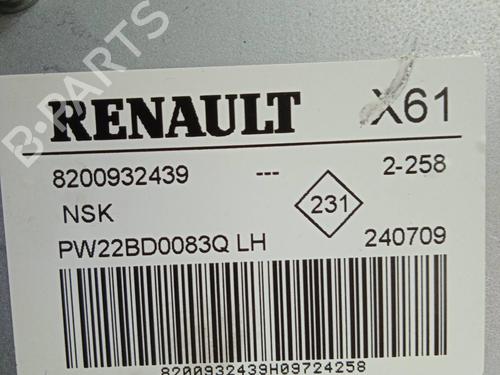 B-PARTS
RENAULT X61
8200932439 --- 2-258
NSK 231
PW22BD0083Q LH 240709
8200932439H09724258